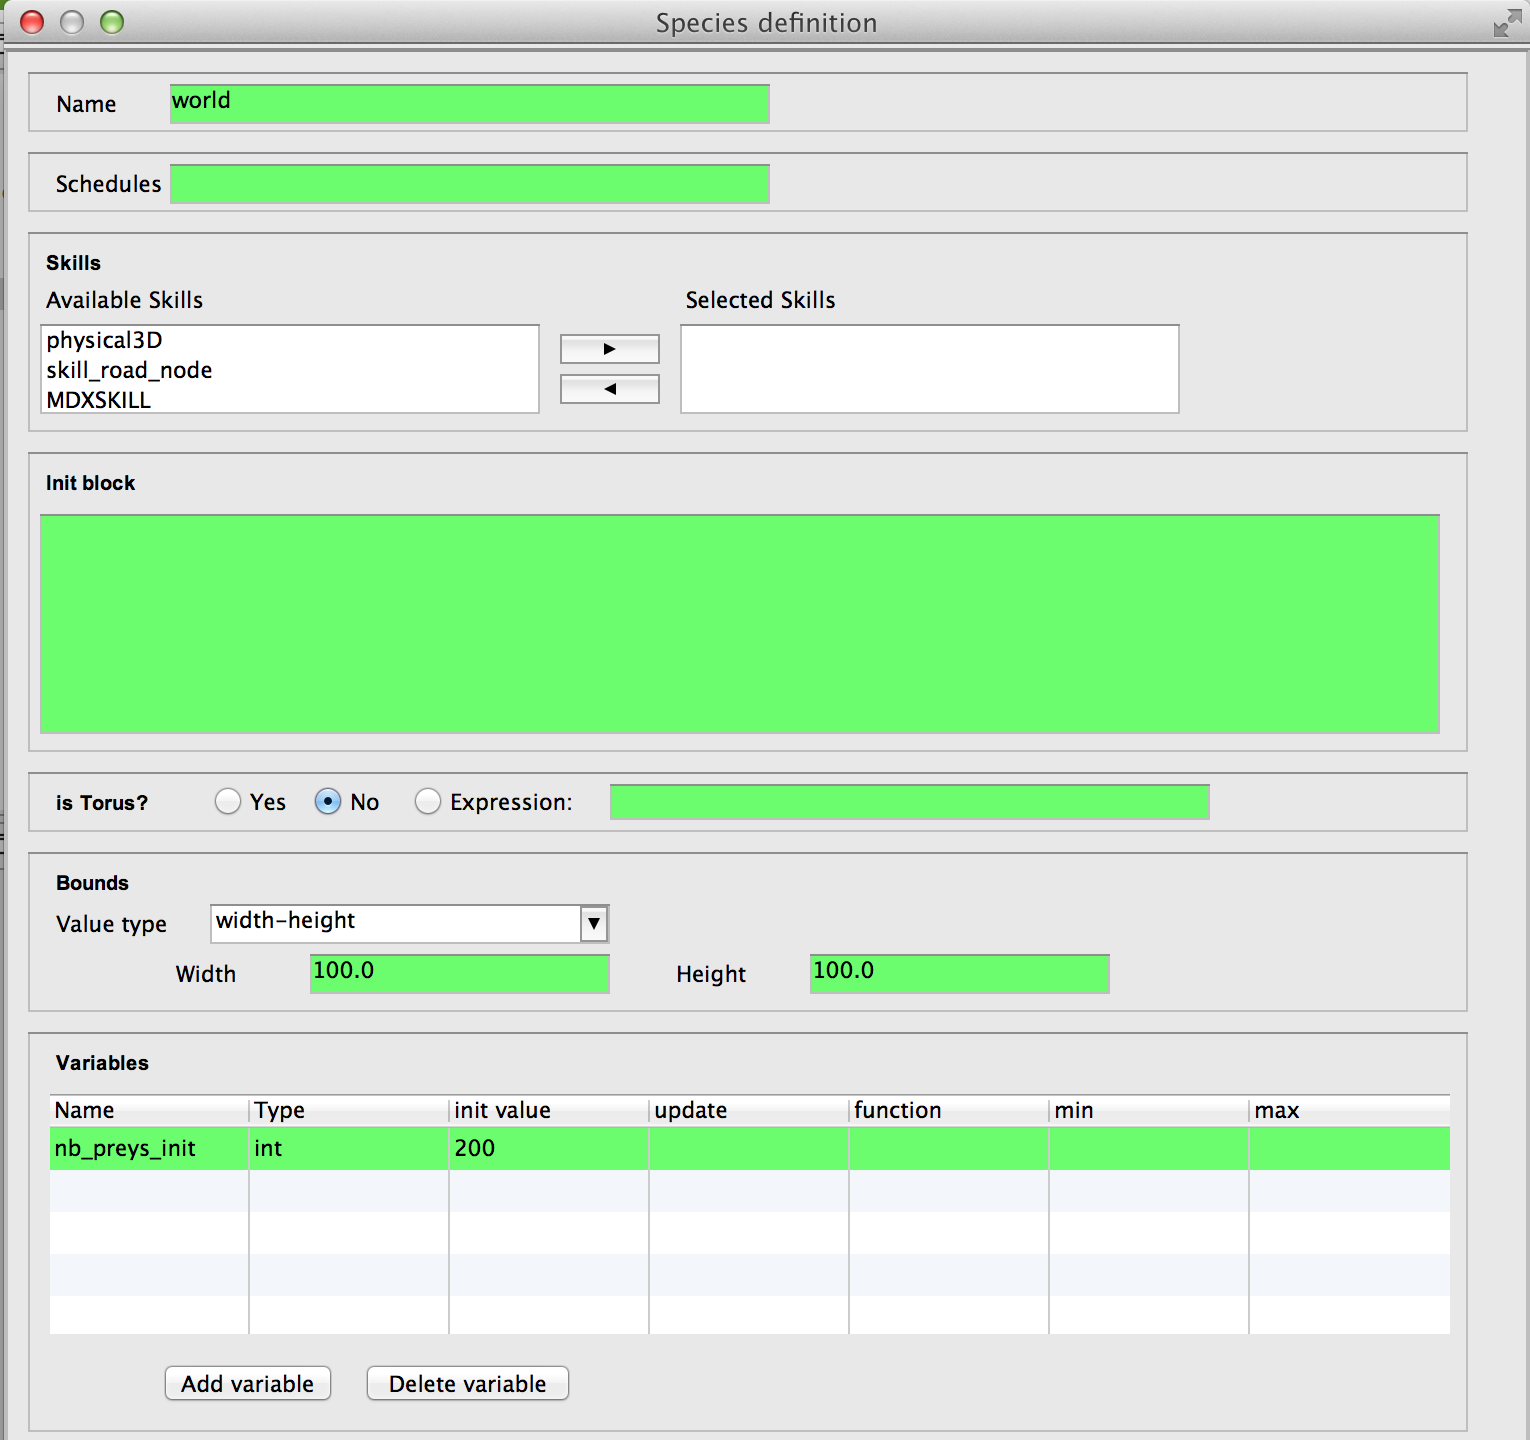 Species definition
Name world
Schedules
Skills
Available Skills Selected Skills
physical3D
skill_road_node
MDXSKILL
Init block
is Torus? Yes No Expression:
Bounds
Value type width-height
Width 100.0 Height 100.0
Variables
Name Type init value update function min max
nb_preys_init int 200
Add variable Delete variable